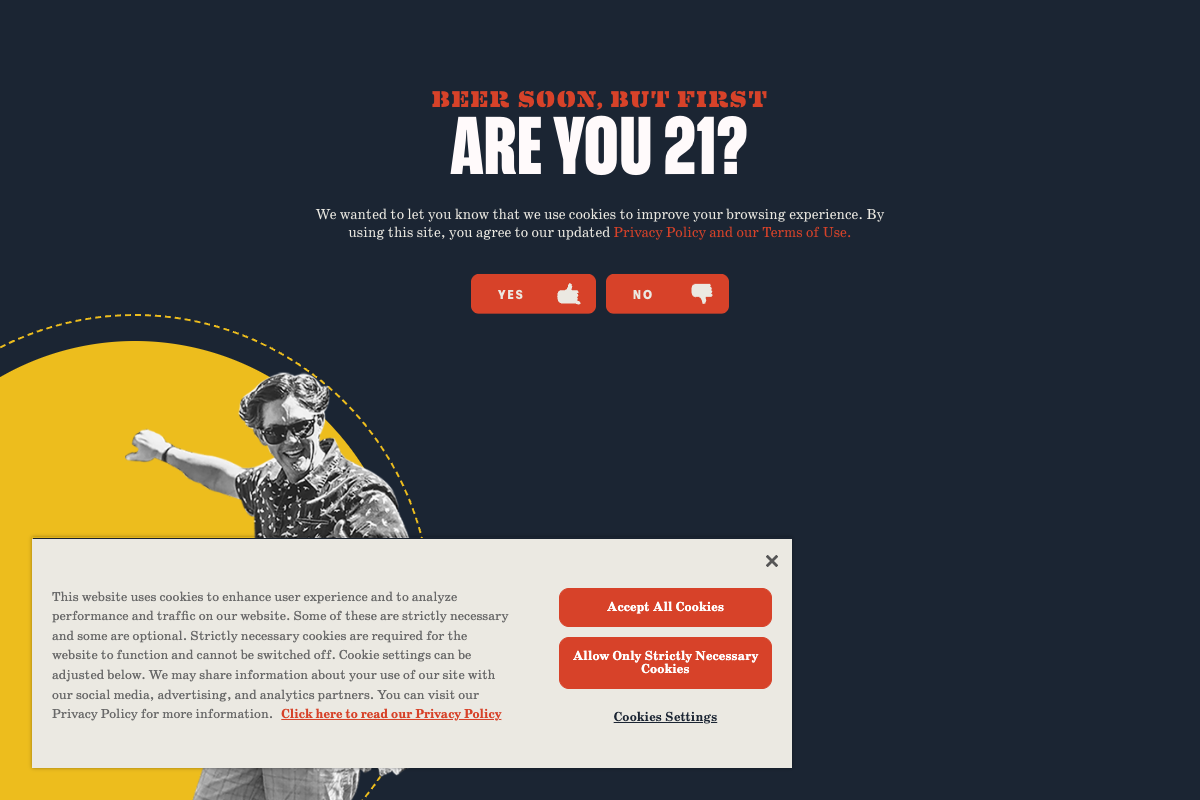 BEER SOON, BUT FIRST
ARE YOU 21?
We wanted to let you know that we use cookies to improve your browsing experience. By
using this site, you agree to our updated Privacy Policy and our Terms of Use.
YES
NO
This website uses cookies to enhance user experience and to analyze
performance and traffic on our website. Some of these are strictly necessary
and some are optional. Strictly necessary cookies are required for the
website to function and cannot be switched off. Cookie settings can be
adjusted below. We may share information about your use of our site with
our social media, advertising, and analytics partners. You can visit our
Privacy Policy for more information. Click here to read our Privacy Policy
Accept All Cookies
Allow Only Strictly Necessary
Cookies
Cookies Settings